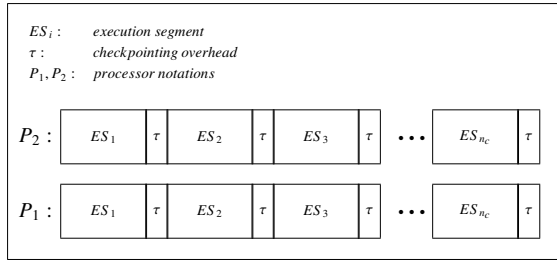 ES_i : execution segment
τ : checkpointing overhead
P_1, P_2 : processor notations
P_2 : ES_1 τ ES_2 τ ES_3 τ ••• ES_{n_c} τ
P_1 : ES_1 τ ES_2 τ ES_3 τ ••• ES_{n_c} τ